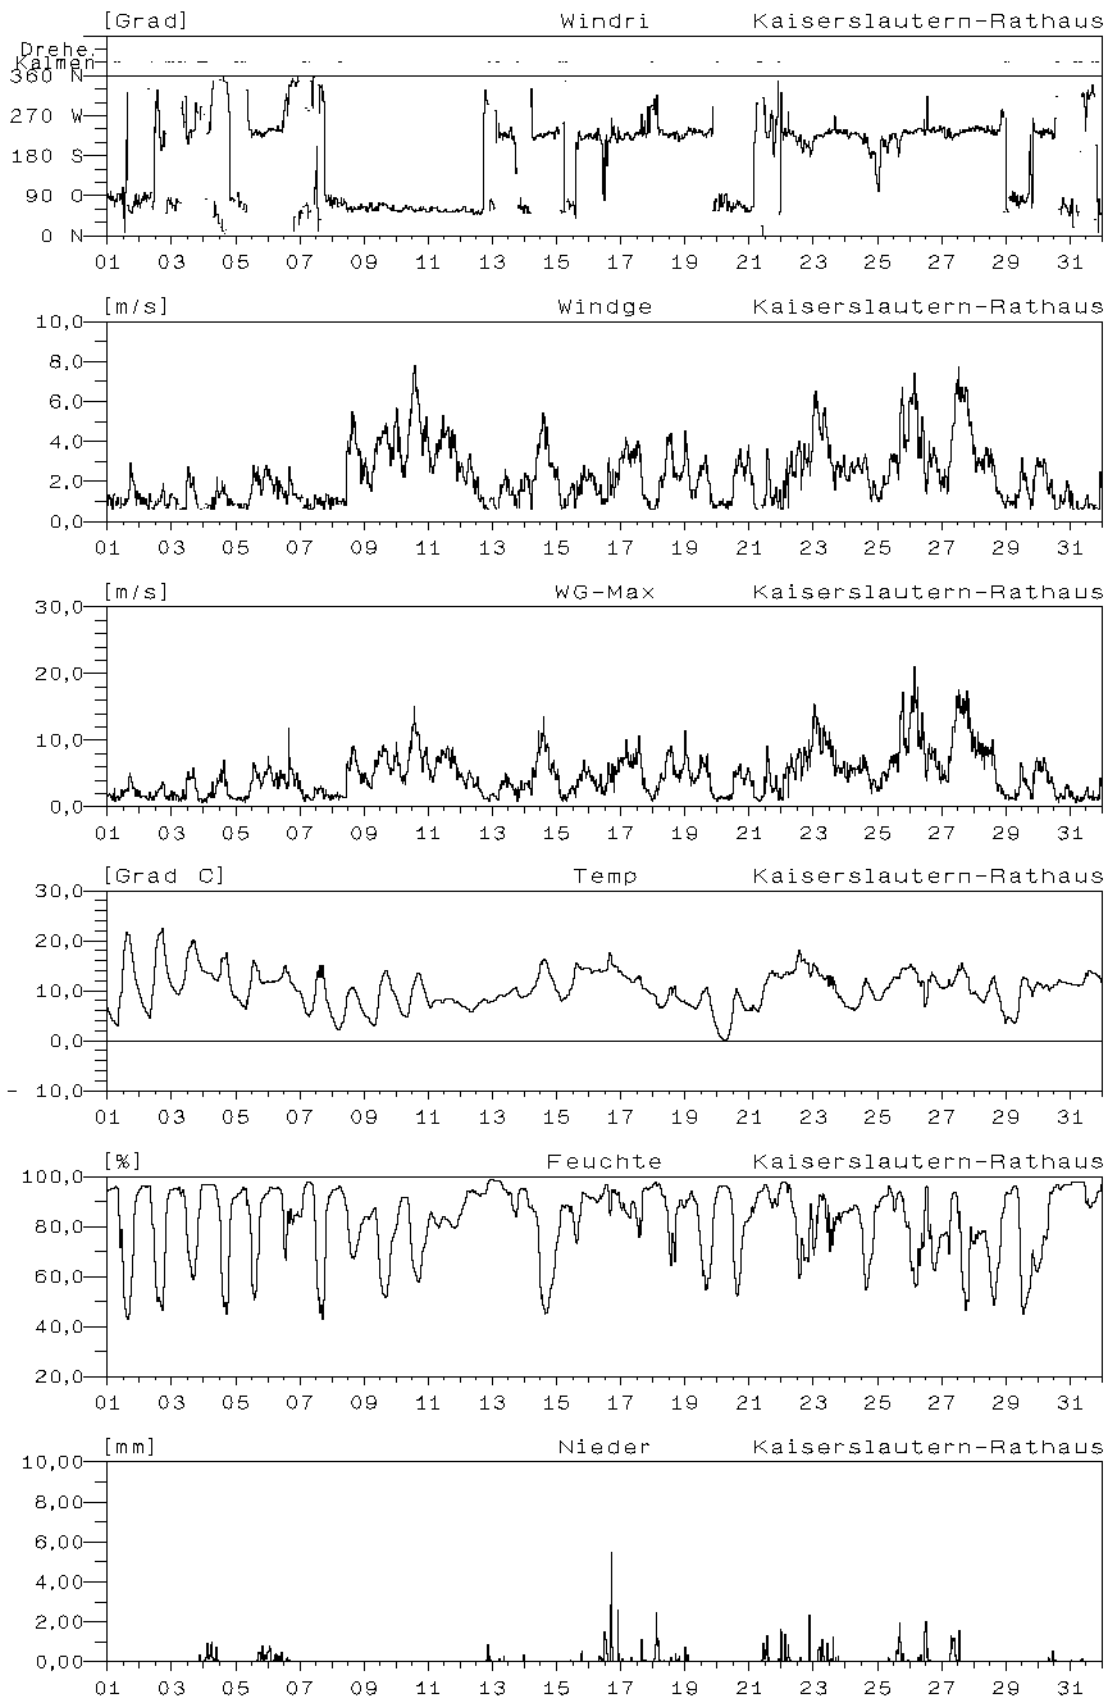 [Grad] Windri Kaiserslautern-Rathaus
Drehe.
Kalmen
360 N
270 W
180 S
90 O
0 N
01 03 05 07 09 11 13 15 17 19 21 23 25 27 29 31
[m/s] Windge Kaiserslautern-Rathaus
10,0
8,0
6,0
4,0
2,0
0,0
01 03 05 07 09 11 13 15 17 19 21 23 25 27 29 31
[m/s] WG-Max Kaiserslautern-Rathaus
30,0
20,0
10,0
0,0
01 03 05 07 09 11 13 15 17 19 21 23 25 27 29 31
[Grad C] Temp Kaiserslautern-Rathaus
30,0
20,0
10,0
0,0
- 10,0
01 03 05 07 09 11 13 15 17 19 21 23 25 27 29 31
[%] Feuchte Kaiserslautern-Rathaus
100,0
80,0
60,0
40,0
20,0
01 03 05 07 09 11 13 15 17 19 21 23 25 27 29 31
[mm] Nieder Kaiserslautern-Rathaus
10,00
8,00
6,00
4,00
2,00
0,00
01 03 05 07 09 11 13 15 17 19 21 23 25 27 29 31